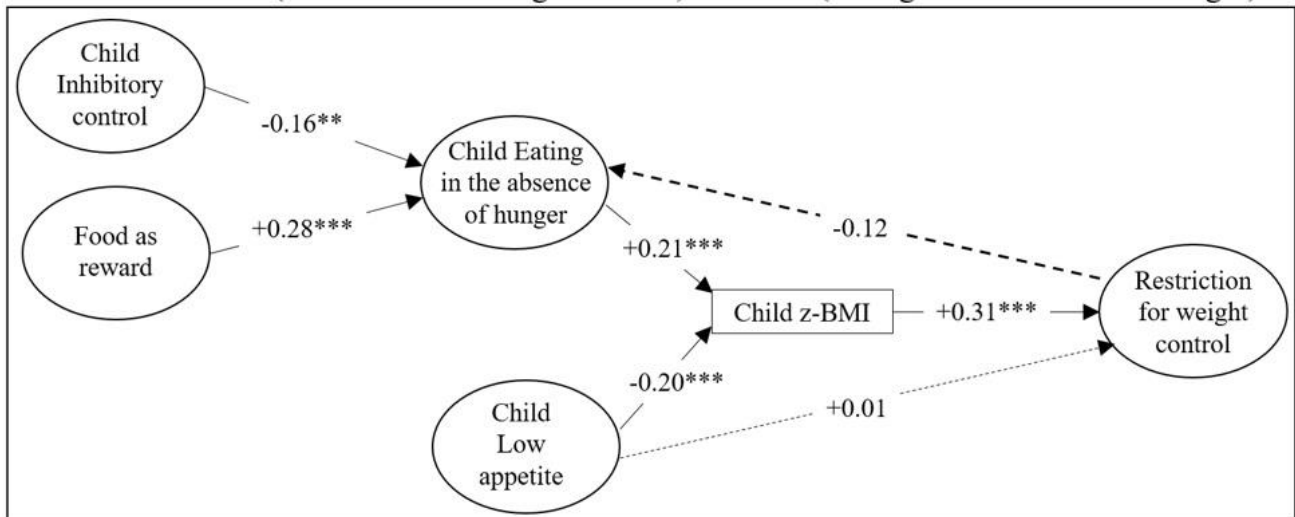 Child
Inhibitory
control
-0.16**
Child Eating
in the absence
of hunger
Food as
reward
+0.28***
-0.12
+0.21***
Restriction
for weight
control
Child z-BMI
+0.31***
-0.20***
+0.01
Child
Low
appetite